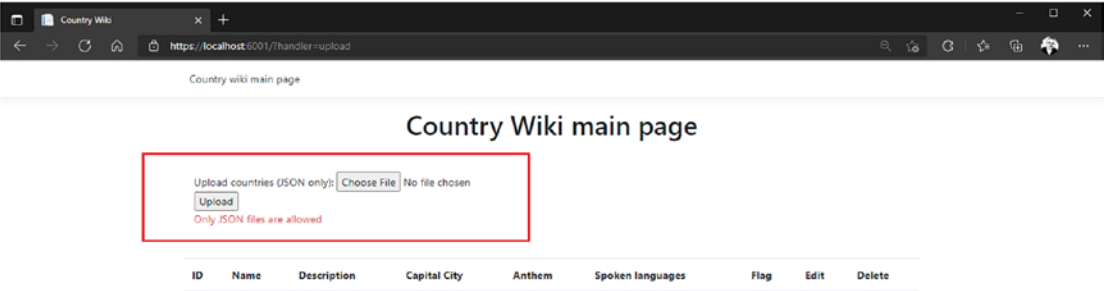 Country Wiki
https://localhost:6001/?handler=upload
Country wiki main page
Country Wiki main page
Upload countries (JSON only): Choose File No file chosen
Upload
Only JSON files are allowed
ID Name Description Capital City Anthem Spoken languages Flag Edit Delete